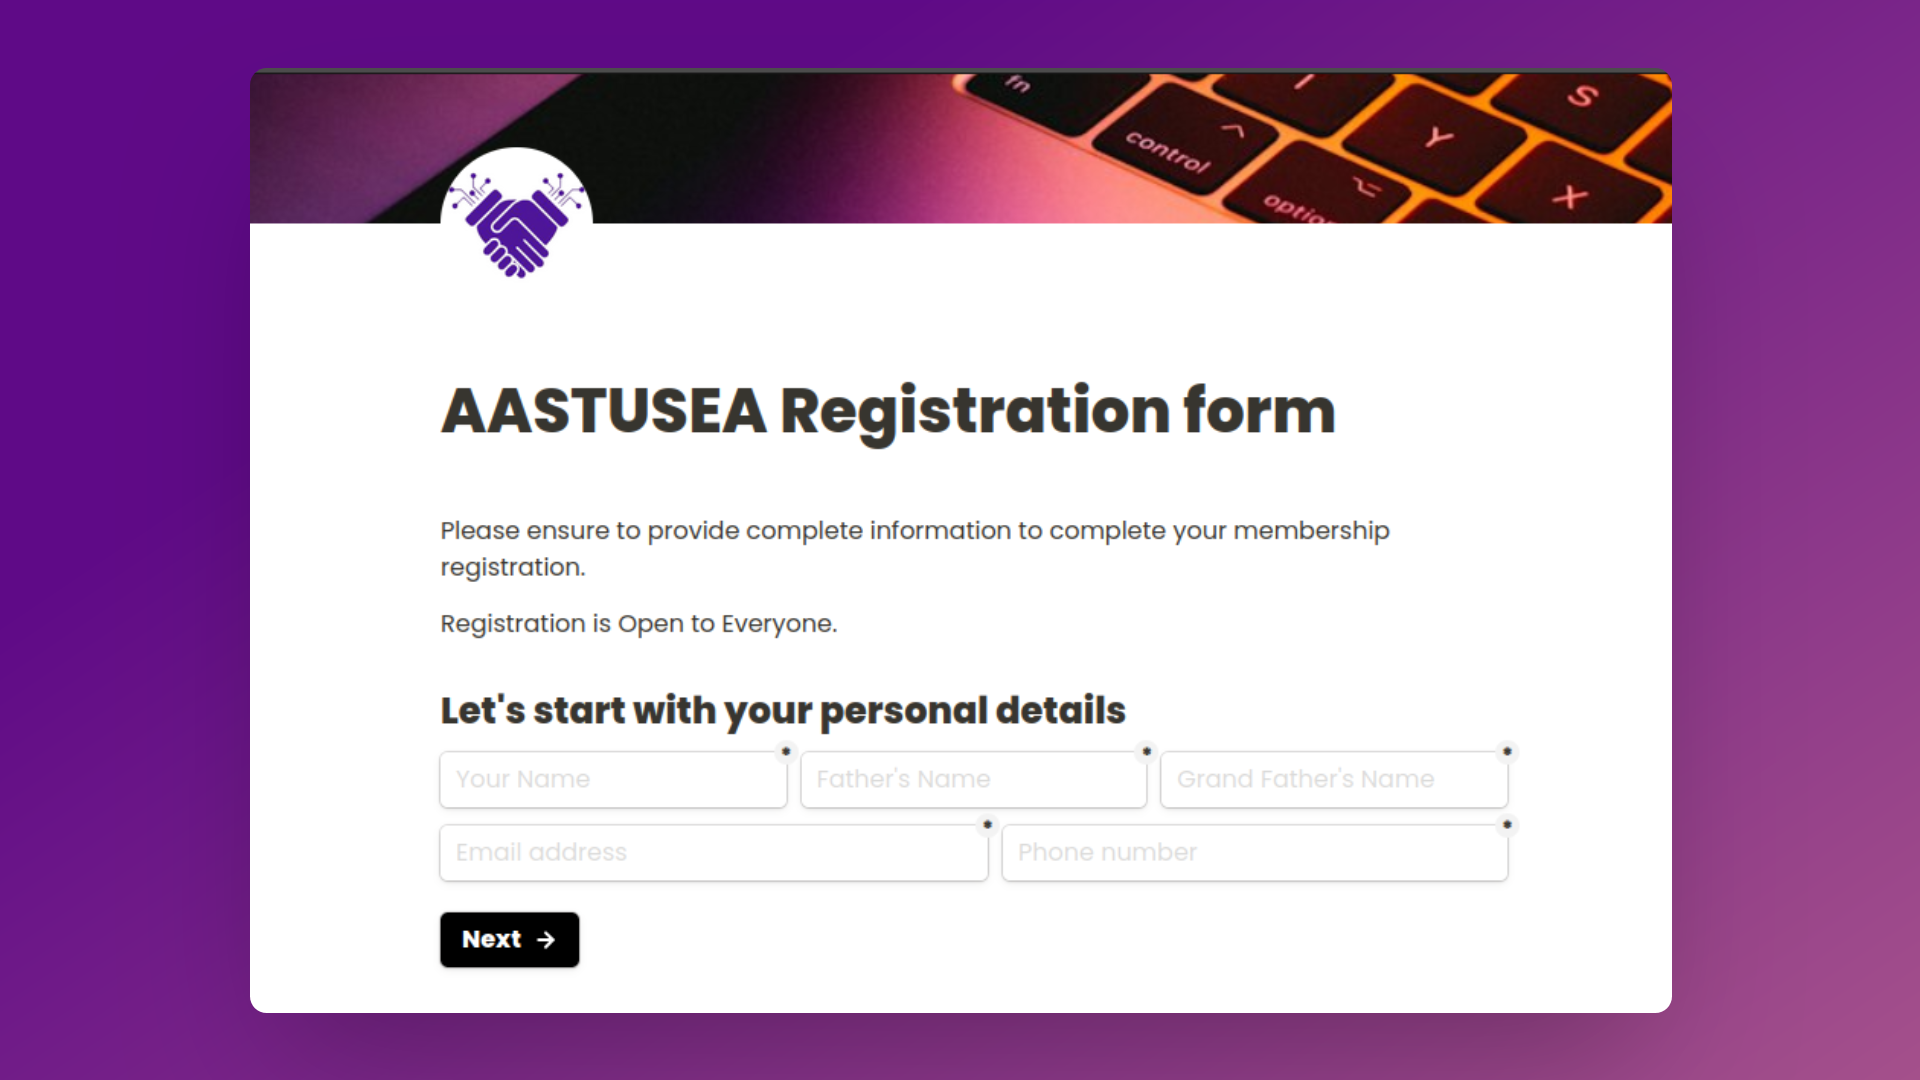 fn
control
option
Y
S
X
AASTUSEA Registration form
Please ensure to provide complete information to complete your membership
registration.
Registration is Open to Everyone.
Let's start with your personal details
Your Name * Father's Name * Grand Father's Name *
Email address * Phone number *
Next →